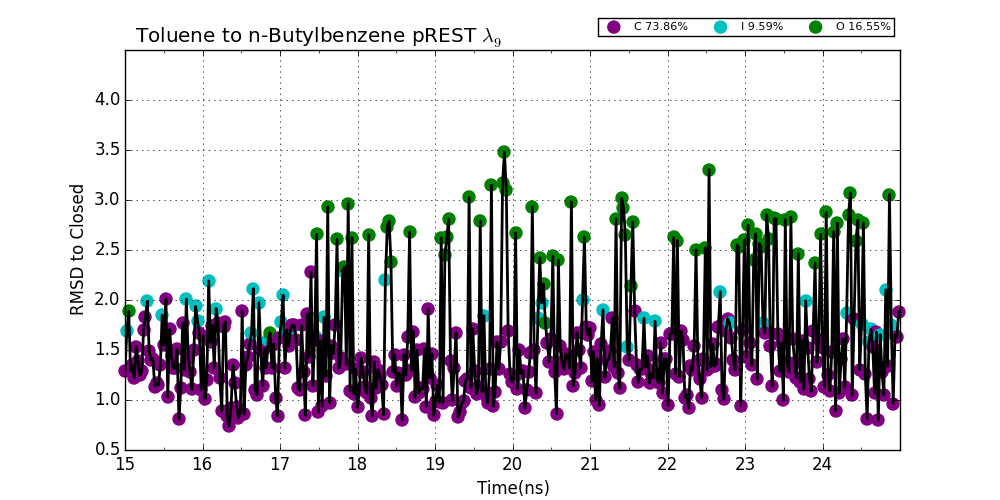 Toluene to n-Butylbenzene pREST λ9
C 73.86% I 9.59% O 16.55%
4.0
3.5
3.0
2.5
2.0
1.5
1.0
0.5
RMSD to Closed
15 16 17 18 19 20 21 22 23 24
Time(ns)